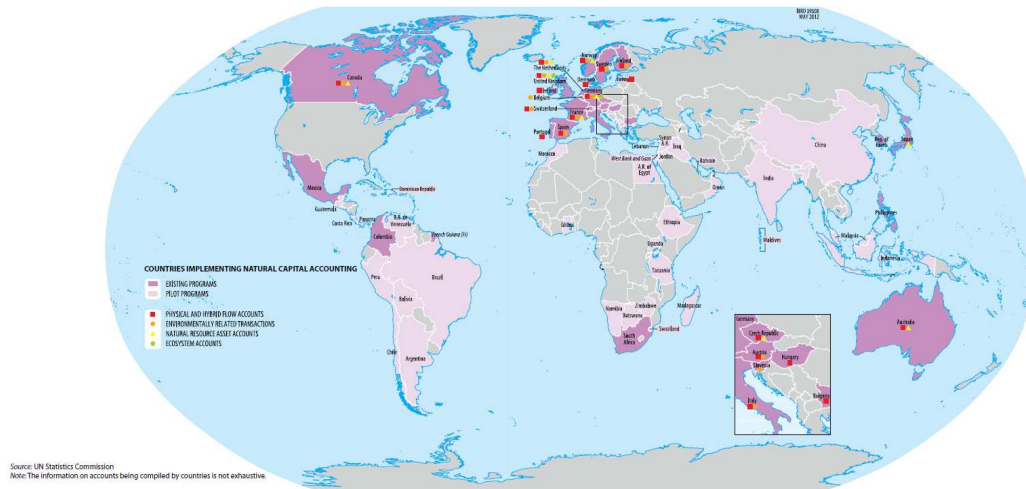 IBRD 39508
MAY 2012
Canada
Norway
Sweden
Finland
The Netherlands
United Kingdom
Denmark
Estonia
Ireland
Germany
Belgium
Switzerland
France
Portugal
Spain
Morocco
Lebanon
Syrian
A.R.
Iraq
West Bank and Gaza
Jordan
A.R. of
Egypt
Bahrain
Oman
China
Rep. of
Korea
Japan
India
Mexico
Dominican Republic
Guatemala
Costa Rica
Panama
R.B. de
Venezuela
French Guiana (Fr)
Colombia
Ghana
Ethiopia
Uganda
Tanzania
Maldives
Philippines
Malaysia
Indonesia
Peru
Brazil
Bolivia
Chile
Argentina
Namibia
Zimbabwe
Botswana
Madagascar
South
Africa
Swaziland
Australia
COUNTRIES IMPLEMENTING NATURAL CAPITAL ACCOUNTING
EXISTING PROGRAMS
PILOT PROGRAMS
PHYSICAL AND HYBRID FLOW ACCOUNTS
ENVIRONMENTALLY RELATED TRANSACTIONS
NATURAL RESOURCE ASSET ACCOUNTS
ECOSYSTEM ACCOUNTS
Germany
Czech Republic
Austria
Hungary
Slovenia
Italy
Bulgaria
Source: UN Statistics Commission
Note: The information on accounts being compiled by countries is not exhaustive.